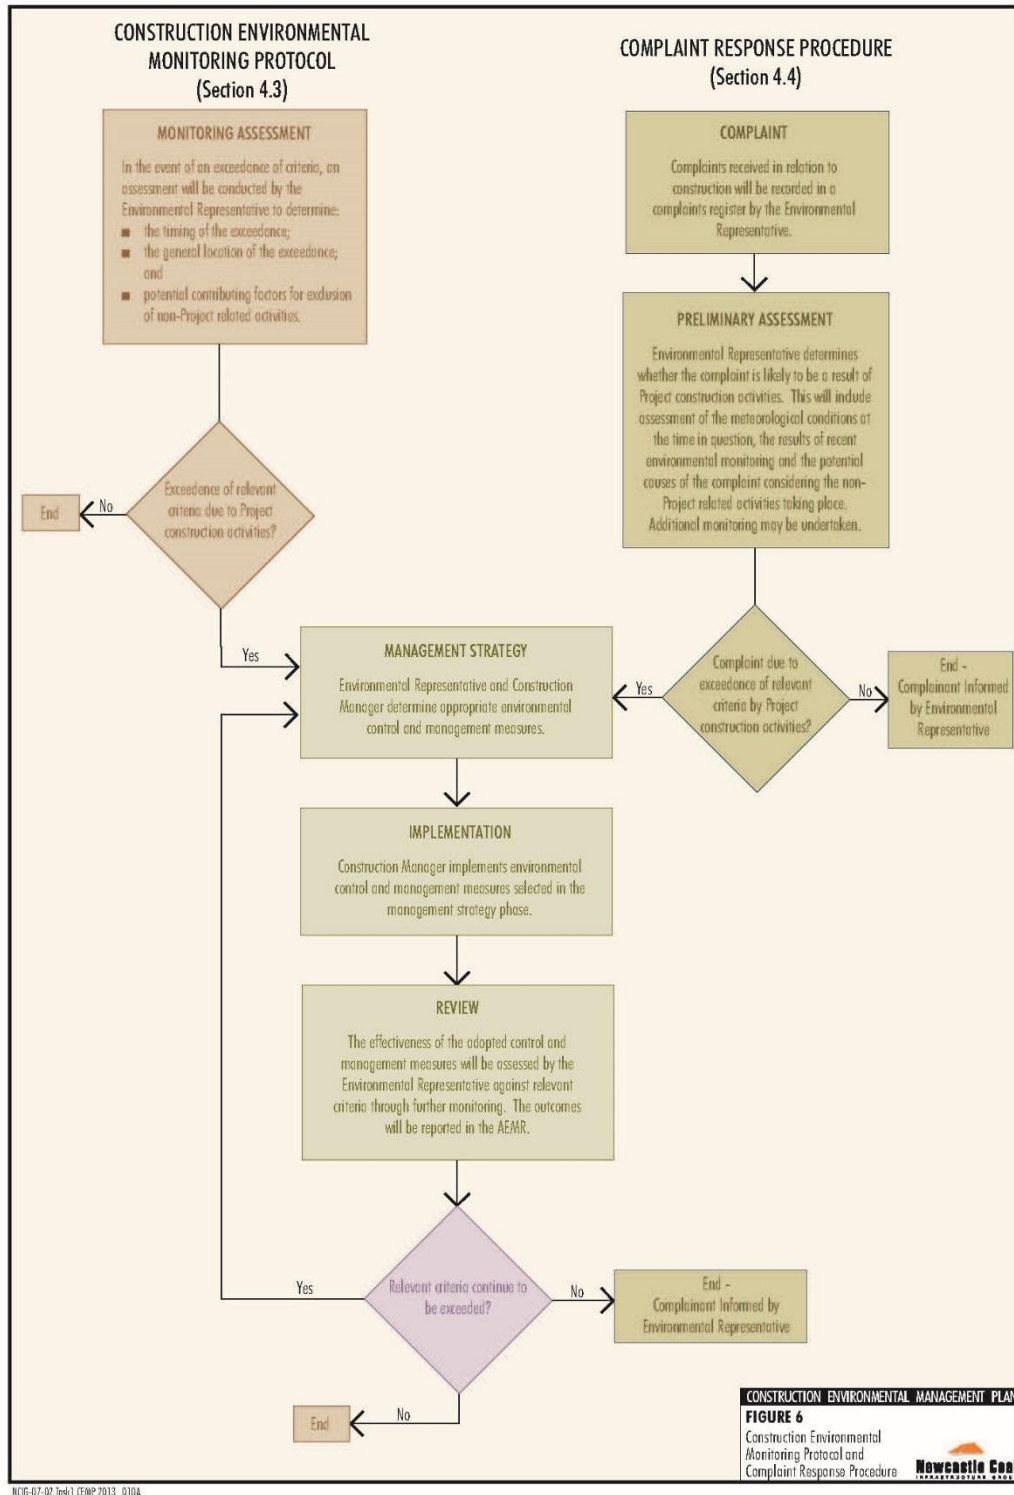 CONSTRUCTION ENVIRONMENTAL
MONITORING PROTOCOL
(Section 4.3)
MONITORING ASSESSMENT
In the event of an exceedance of criteria, an
assessment will be conducted by the
Environmental Representative to determine:
■ the timing of the exceedance;
■ the general location of the exceedance;
and
■ potential contributing factors for exclusion
of non-Project related activities.
Exceedence of relevant
criteria due to Project
construction activities?
No
End
Yes
COMPLAINT RESPONSE PROCEDURE
(Section 4.4)
COMPLAINT
Complaints received in relation to
construction will be recorded in a
complaints register by the Environmental
Representative.
PRELIMINARY ASSESSMENT
Environmental Representative determines
whether the complaint is likely to be a result of
Project construction activities. This will include
assessment of the meteorological conditions at
the time in question, the results of recent
environmental monitoring and the potential
causes of the complaint considering the non-
Project related activities taking place.
Additional monitoring may be undertaken.
Complaint due to
exceedance of relevant
criteria by Project
construction activities?
Yes
No
End -
Complainant Informed
by Environmental
Representative
MANAGEMENT STRATEGY
Environmental Representative and Construction
Manager determine appropriate environmental
control and management measures.
IMPLEMENTATION
Construction Manager implements environmental
control and management measures selected in the
management strategy phase.
REVIEW
The effectiveness of the adopted control and
management measures will be assessed by the
Environmental Representative against relevant
criteria through further monitoring. The outcomes
will be reported in the AEMR.
Relevant criteria continue to
be exceeded?
Yes
No
End -
Complainant Informed by
Environmental Representative
No
End
CONSTRUCTION ENVIRONMENTAL MANAGEMENT PLAN
FIGURE 6
Construction Environmental
Monitoring Protocol and
Complaint Response Procedure
Newcastle Coal
INFRASTRUCTURE GROUP
NCIG-07-02 Task1 CEMP 2013_010A